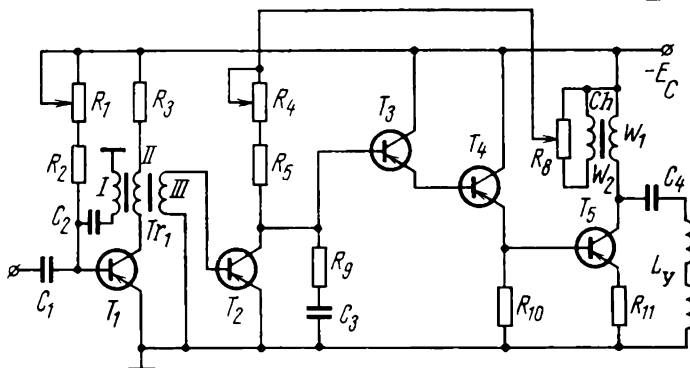 -E_C
R_1
R_3
R_4
T_3
Ch
W_1
R_2
II
I
III
R_5
T_4
R_8
W_2
C_4
C_2
Tr_1
T_5
C_1
T_1
T_2
R_9
C_3
R_10
R_11
L_y